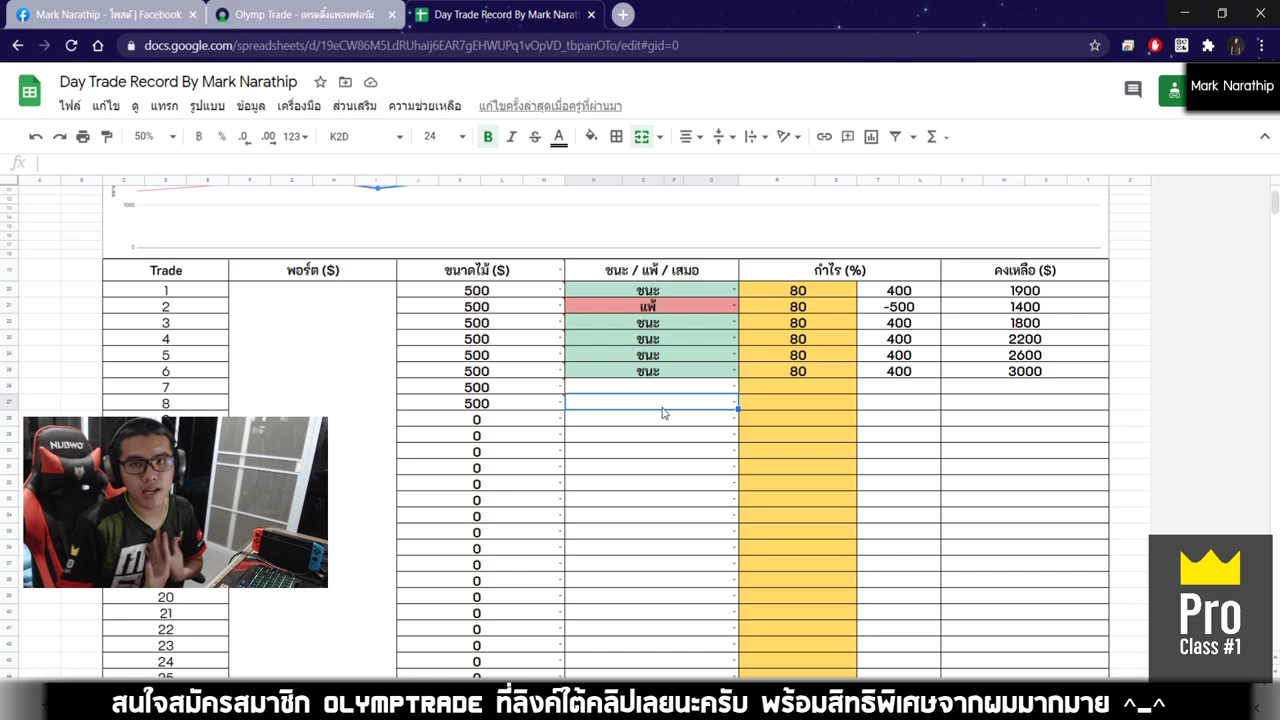 Mark Narathip - โพสต์ | Facebook
Olymp Trade - เทรดดิ้งแพลทฟอร์ม
Day Trade Record By Mark Narat
docs.google.com/spreadsheets/d/19eCW86M5LdRUhaIj6EAR7gEHWUPq1vOpVD_tbpanOTo/edit#gid=0
Day Trade Record By Mark Narathip
Mark Narathip
ไฟล์ แก้ไข ดู แทรก รูปแบบ ข้อมูล เครื่องมือ ส่วนเสริม ความช่วยเหลือ แก้ไขครั้งล่าสุดเมื่อครู่ที่ผ่านมา
50% ฿ % .0 .00 123 K2D 24 B I S A Σ
fx
1000
0
Trade พอร์ต ($) ขนาดไม้ ($) ชนะ / แพ้ / เสมอ กำไร (%) คงเหลือ ($)
1 500 ชนะ 80 400 1900
2 500 แพ้ 80 -500 1400
3 500 ชนะ 80 400 1800
4 500 ชนะ 80 400 2200
5 500 ชนะ 80 400 2600
6 500 ชนะ 80 400 3000
7 500
8 500
0
0
0
0
0
0
0
0
0
0
0
20 0
21 0
22 0
23 0
24 0
NUBWO
Pro
Class #1
สนใจสมัครสมาชิก OLYMPTRADE ที่ลิงค์ใต้คลิปเลยนะครับ พร้อมสิทธิพิเศษจากผมมากมาย ^_^